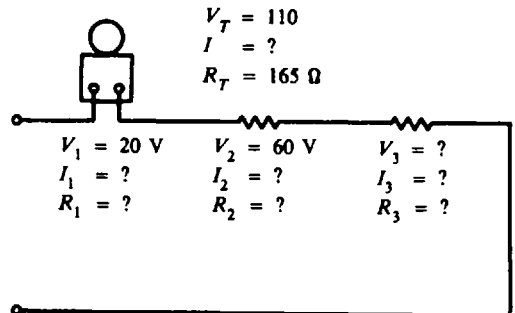 V_T = 110
I = ?
R_T = 165 Ω
V_1 = 20 V
I_1 = ?
R_1 = ?
V_2 = 60 V
I_2 = ?
R_2 = ?
V_3 = ?
I_3 = ?
R_3 = ?